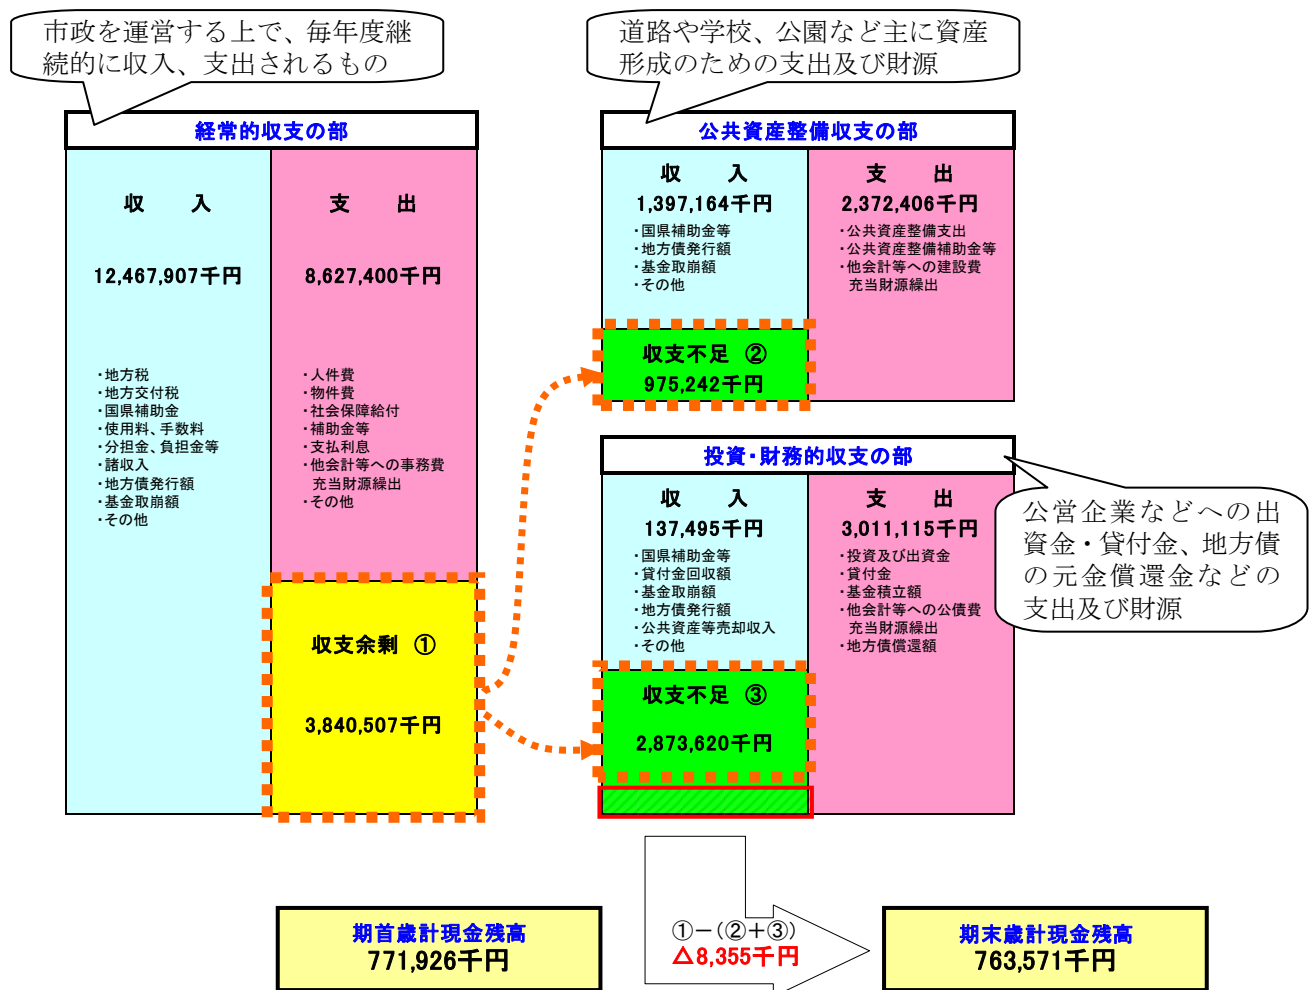 市政を運営する上で、毎年度継
続的に収入、支出されるもの
道路や学校、公園など主に資産
形成のための支出及び財源
経常的収支の部
収　入
12,467,907千円
・地方税
・地方交付税
・国県補助金
・使用料、手数料
・分担金、負担金等
・諸収入
・地方債発行額
・基金取崩額
・その他
支　出
8,627,400千円
・人件費
・物件費
・社会保障給付
・補助金等
・支払利息
・他会計等への事務費
充当財源繰出
・その他
収支余剰 ①
3,840,507千円
公共資産整備収支の部
収　入
1,397,164千円
・国県補助金等
・地方債発行額
・基金取崩額
・その他
収支不足 ②
975,242千円
支　出
2,372,406千円
・公共資産整備支出
・公共資産整備補助金等
・他会計等への建設費
充当財源繰出
投資・財務的収支の部
収　入
137,495千円
・国県補助金等
・貸付金回収額
・基金取崩額
・地方債発行額
・公共資産等売却収入
・その他
収支不足 ③
2,873,620千円
支　出
3,011,115千円
・投資及び出資金
・貸付金
・基金積立額
・他会計等への公債費
充当財源繰出
・地方債償還額
公営企業などへの出
資金・貸付金、地方債
の元金償還金などの
支出及び財源
期首歳計現金残高
771,926千円
①－(②＋③)
△8,355千円
期末歳計現金残高
763,571千円